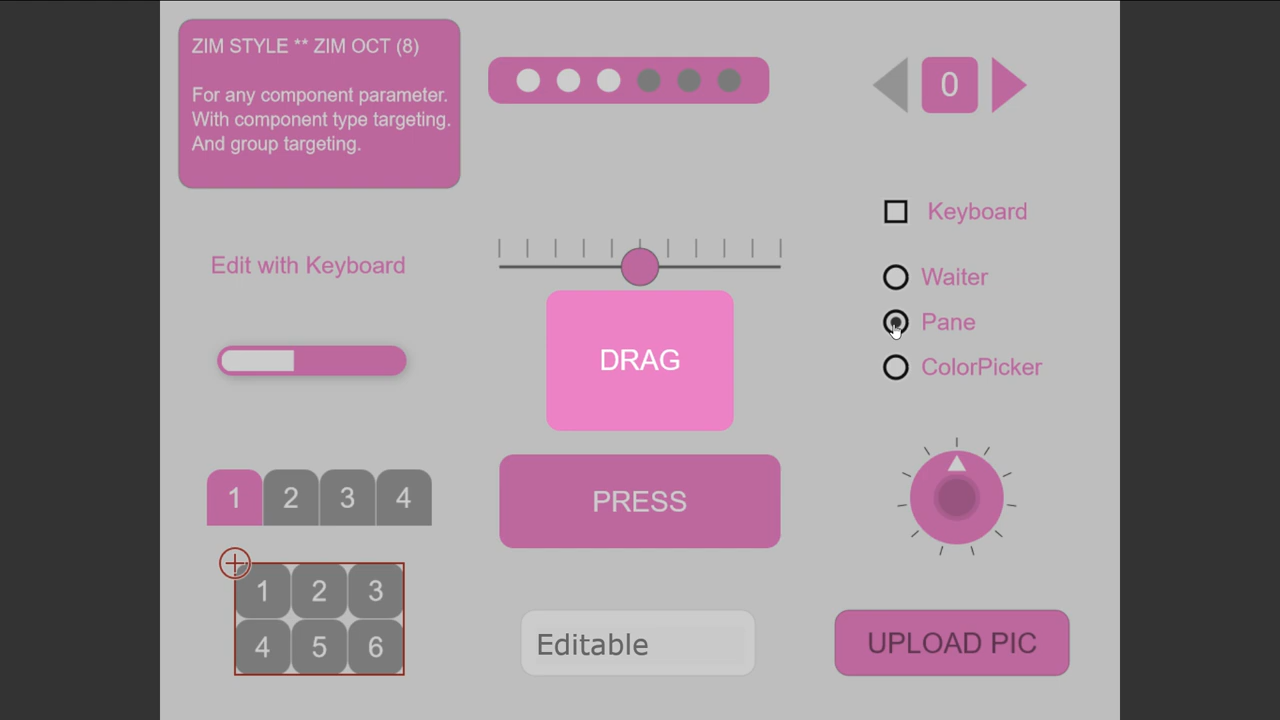 ZIM STYLE ** ZIM OCT (8)
For any component parameter.
With component type targeting.
And group targeting.
0
Keyboard
Edit with Keyboard
Waiter
Pane
ColorPicker
DRAG
1 2 3 4
PRESS
1 2 3
4 5 6
Editable
UPLOAD PIC